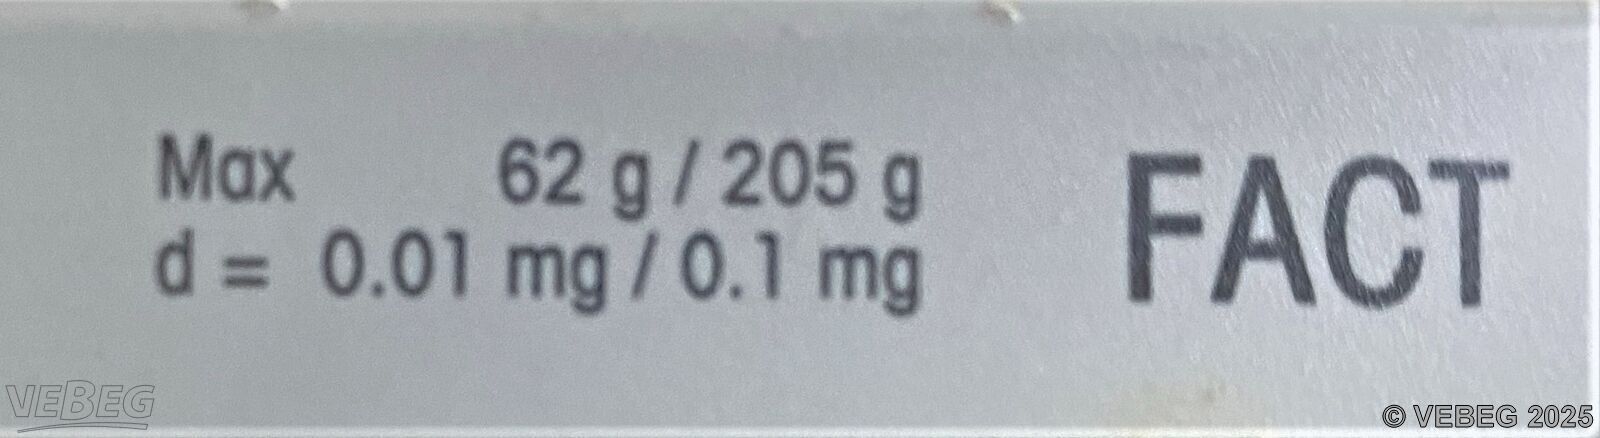 Max 62 g / 205 g
d = 0.01 mg / 0.1 mg
FACT
VEBEG
© VEBEG 2025